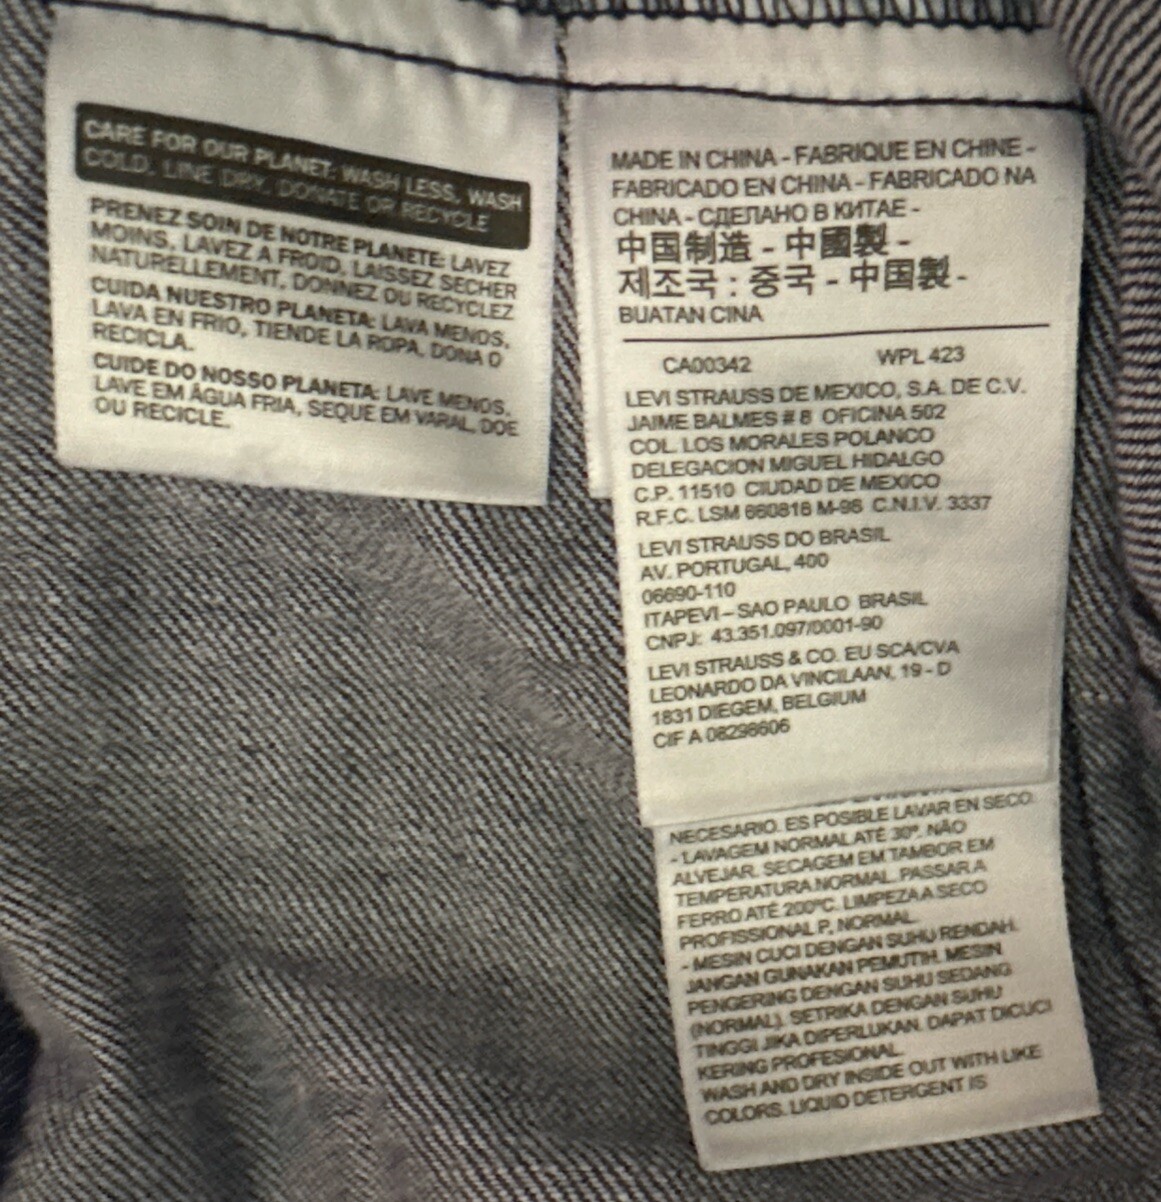 CARE FOR OUR PLANET: WASH LESS, WASH
COLD, LINE DRY, DONATE OR RECYCLE
PRENEZ SOIN DE NOTRE PLANETE: LAVEZ
MOINS, LAVEZ A FROID, LAISSEZ SECHER
NATURELLEMENT, DONNEZ OU RECYCLEZ
CUIDA NUESTRO PLANETA: LAVA MENOS,
LAVA EN FRIO, TIENDE LA ROPA, DONA O
RECICLA.
CUIDE DO NOSSO PLANETA: LAVE MENOS,
LAVE EM ÁGUA FRIA, SEQUE EM VARAL, DOE
OU RECICLE.
MADE IN CHINA - FABRIQUE EN CHINE -
FABRICADO EN CHINA - FABRICADO NA
CHINA - СДЕЛАНО В КИТАЕ -
中国制造 - 中國製 -
제조국 : 중국 - 中国製 -
BUATAN CINA
CA00342 WPL 423
LEVI STRAUSS DE MEXICO, S.A. DE C.V.
JAIME BALMES # 8 OFICINA 502
COL. LOS MORALES POLANCO
DELEGACION MIGUEL HIDALGO
C.P. 11510 CIUDAD DE MEXICO
R.F.C. LSM 660818 M-98 C.N.I.V. 3337
LEVI STRAUSS DO BRASIL
AV. PORTUGAL, 400
06690-110
ITAPEVI – SAO PAULO BRASIL
CNPJ: 43.351.097/0001-90
LEVI STRAUSS & CO. EU SCA/CVA
LEONARDO DA VINCILAAN, 19 - D
1831 DIEGEM, BELGIUM
CIF A 08298606
NECESARIO. ES POSIBLE LAVAR EN SECO.
- LAVAGEM NORMAL ATÉ 30º. NÃO
ALVEJAR. SECAGEM EM TAMBOR EM
TEMPERATURA NORMAL. PASSAR A
FERRO ATÉ 200ºC. LIMPEZA A SECO
PROFISSIONAL P, NORMAL.
- MESIN CUCI DENGAN SUHU RENDAH.
JANGAN GUNAKAN PEMUTIH. MESIN
PENGERING DENGAN SUHU SEDANG
(NORMAL). SETRIKA DENGAN SUHU
TINGGI JIKA DIPERLUKAN. DAPAT DICUCI
KERING PROFESIONAL.
WASH AND DRY INSIDE OUT WITH LIKE
COLORS. LIQUID DETERGENT IS